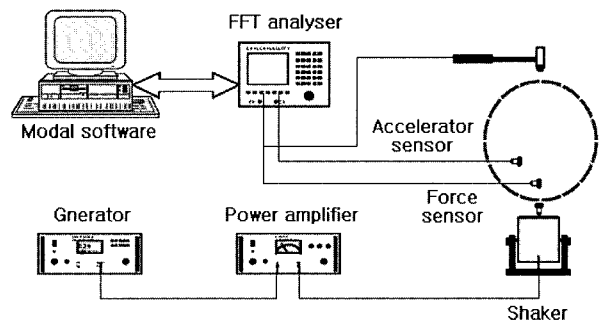 FFT analyser
Modal software
Accelerator
sensor
Force
sensor
Gnerator
Power amplifier
Shaker